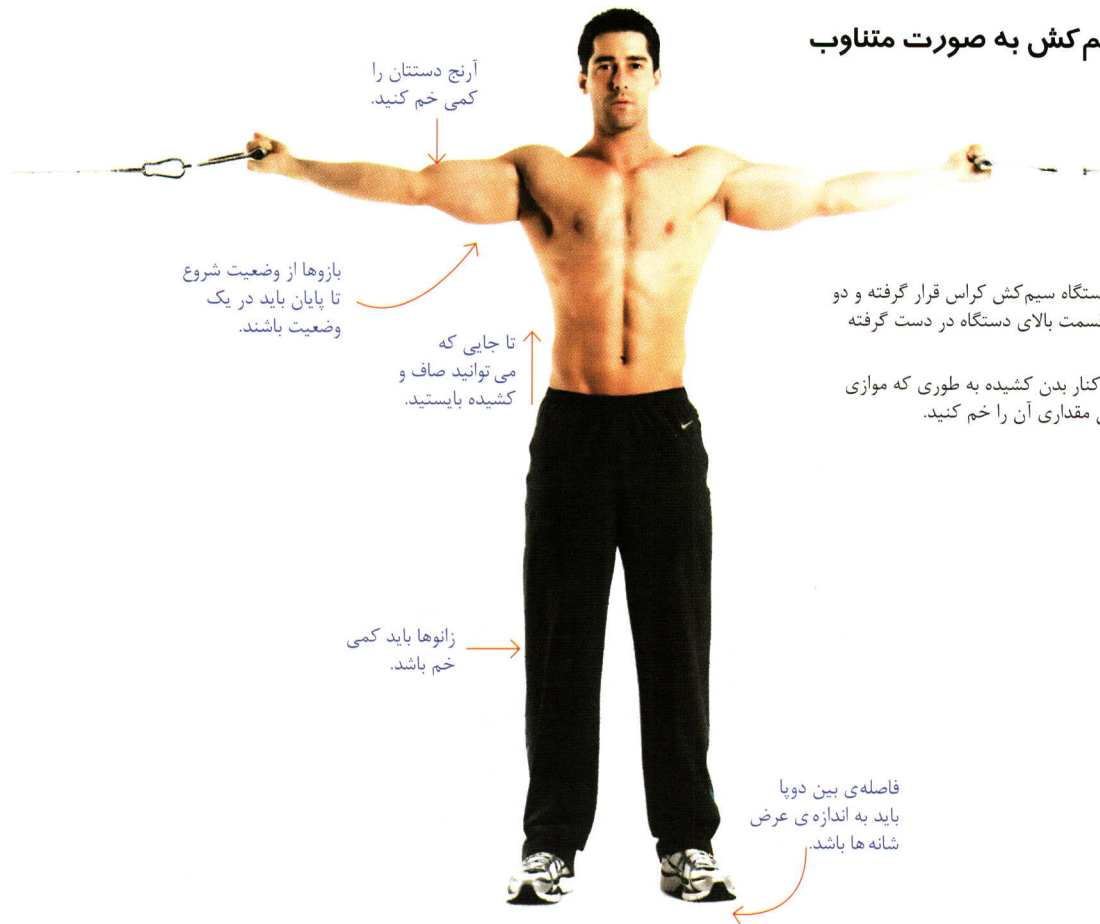 م‌کش به صورت متناوب
آرنج دستتان را
کمی خم کنید.
بازوها از وضعیت شروع
تا پایان باید در یک
وضعیت باشند.
تا جایی که
می توانید صاف و
کشیده بایستید.
ستگاه سیم‌کش کراس قرار گرفته و دو
سمت بالای دستگاه در دست گرفته
کنار بدن کشیده به طوری که موازی
مقداری آن را خم کنید.
زانوها باید کمی
خم باشد.
فاصله‌ی بین دوپا
باید به اندازه ی عرض
شانه ها باشد.